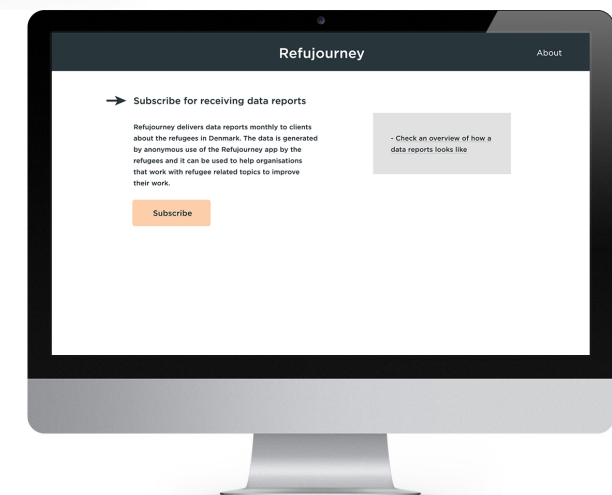 Refujourney
About
Subscribe for receiving data reports
Refujourney delivers data reports monthly to clients
about the refugees in Denmark. The data is generated
by anonymous use of the Refujourney app by the
refugees and it can be used to help organisations
that work with refugee related topics to improve
their work.
Subscribe
- Check an overview of how a
data reports looks like